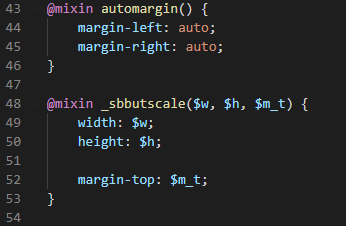 43 @mixin automargin() {
44     margin-left: auto;
45     margin-right: auto;
46 }
47
48 @mixin _sbbutscale($w, $h, $m_t) {
49     width: $w;
50     height: $h;
51
52     margin-top: $m_t;
53 }
54